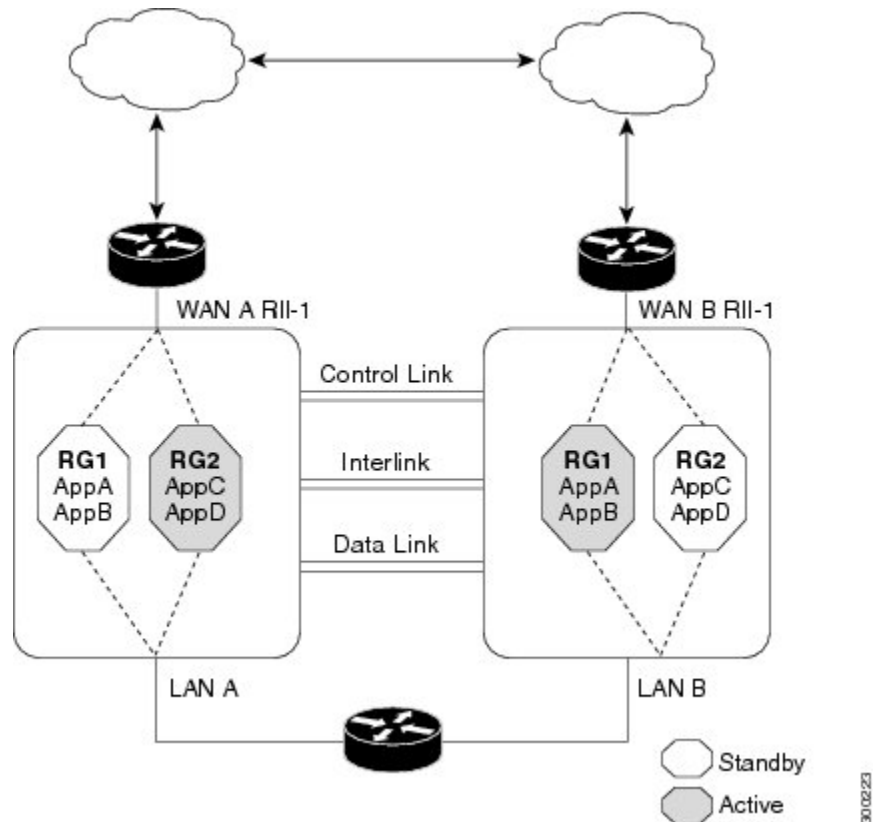 WAN A RII-1
WAN B RII-1
Control Link
RG1
AppA
AppB
RG2
AppC
AppD
Interlink
RG1
AppA
AppB
RG2
AppC
AppD
Data Link
LAN A
LAN B
Standby
Active
300223